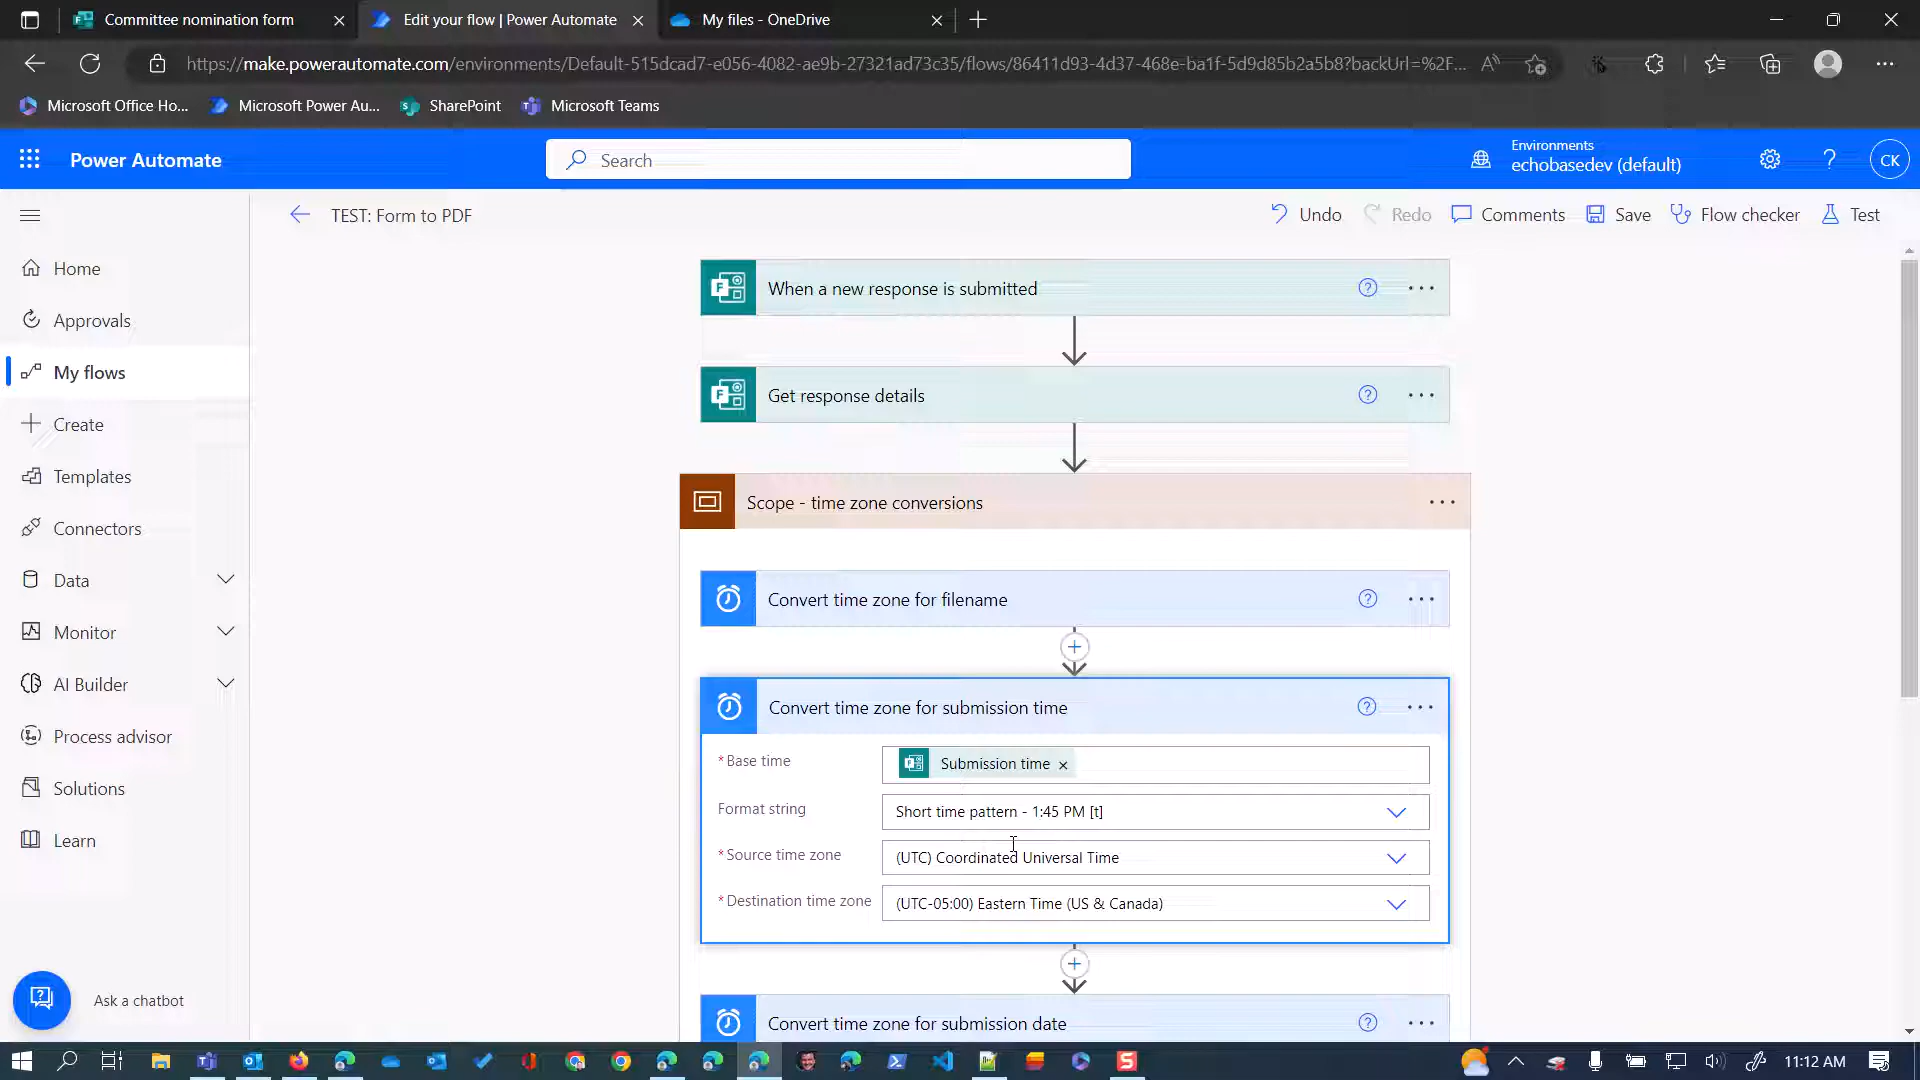 Committee nomination form
Edit your flow | Power Automate
My files - OneDrive
https://make.powerautomate.com/environments/Default-515dcad7-e056-4082-ae9b-27321ad73c35/flows/86411d93-4d37-468e-ba1f-5d9d85b2a5b8?backUrl=%2F...
Microsoft Office Ho...
Microsoft Power Au...
SharePoint
Microsoft Teams
Power Automate
Search
Environments
echobasedev (default)
CK
TEST: Form to PDF
Undo
Redo
Comments
Save
Flow checker
Test
Home
Approvals
My flows
Create
Templates
Connectors
Data
Monitor
AI Builder
Process advisor
Solutions
Learn
Ask a chatbot
When a new response is submitted
Get response details
Scope - time zone conversions
Convert time zone for filename
Convert time zone for submission time
*Base time
Submission time ×
Format string
Short time pattern - 1:45 PM [t]
*Source time zone
(UTC) Coordinated Universal Time
*Destination time zone
(UTC-05:00) Eastern Time (US & Canada)
Convert time zone for submission date
11:12 AM